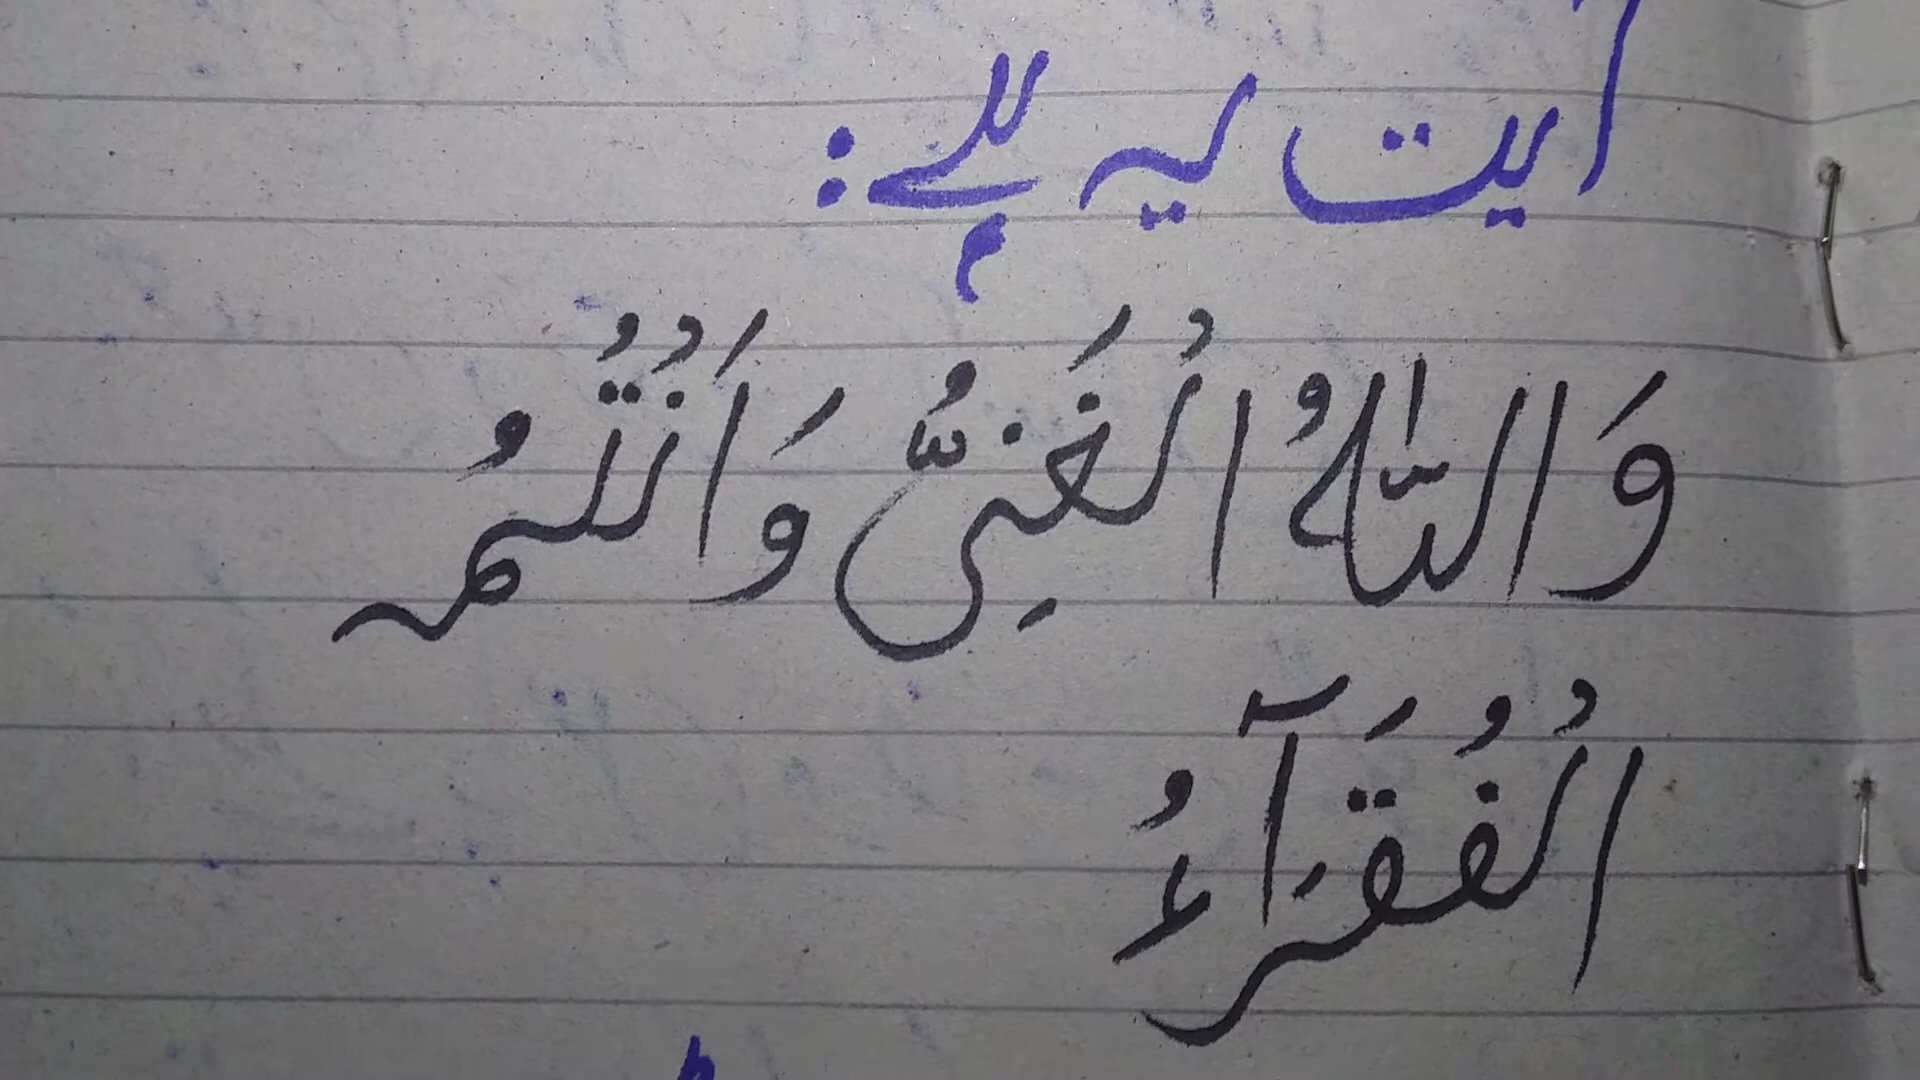 آیت یہ ہے:
وَاللّٰهُ الْغَنِیُّ وَاَنْتُمُ
الْفُقَرَآءُ